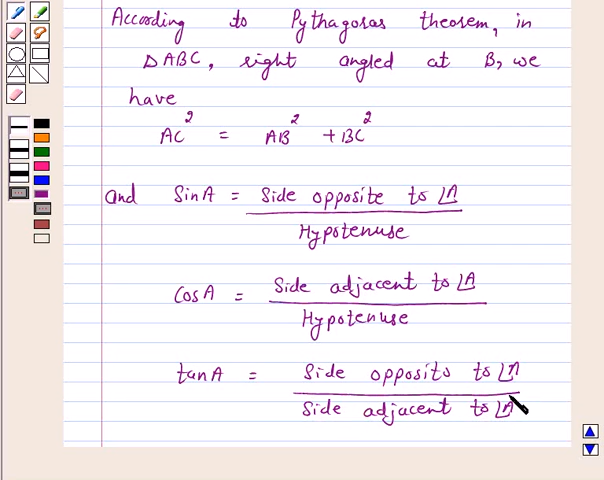 According to Pythagoras theorem, in
△ABC, right angled at B, we
have
AC² = AB² + BC²
and SinA = Side opposite to ∠A
Hypotenuse
CosA = Side adjacent to ∠A
Hypotenuse
tanA = Side opposite to ∠A
Side adjacent to ∠A